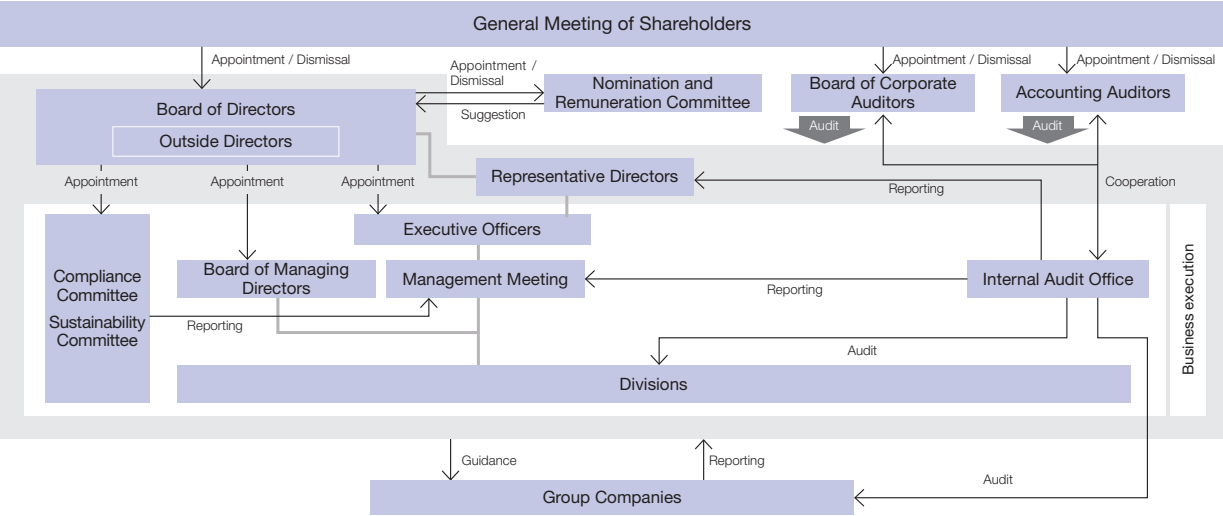 General Meeting of Shareholders
Appointment / Dismissal
Appointment /
Dismissal
Appointment / Dismissal
Appointment / Dismissal
Board of Directors
Outside Directors
Suggestion
Nomination and
Remuneration Committee
Board of Corporate
Auditors
Accounting Auditors
Audit
Audit
Appointment
Appointment
Appointment
Representative Directors
Reporting
Cooperation
Executive Officers
Compliance
Committee
Sustainability
Committee
Board of Managing
Directors
Management Meeting
Reporting
Internal Audit Office
Reporting
Audit
Business execution
Divisions
Guidance
Reporting
Audit
Group Companies